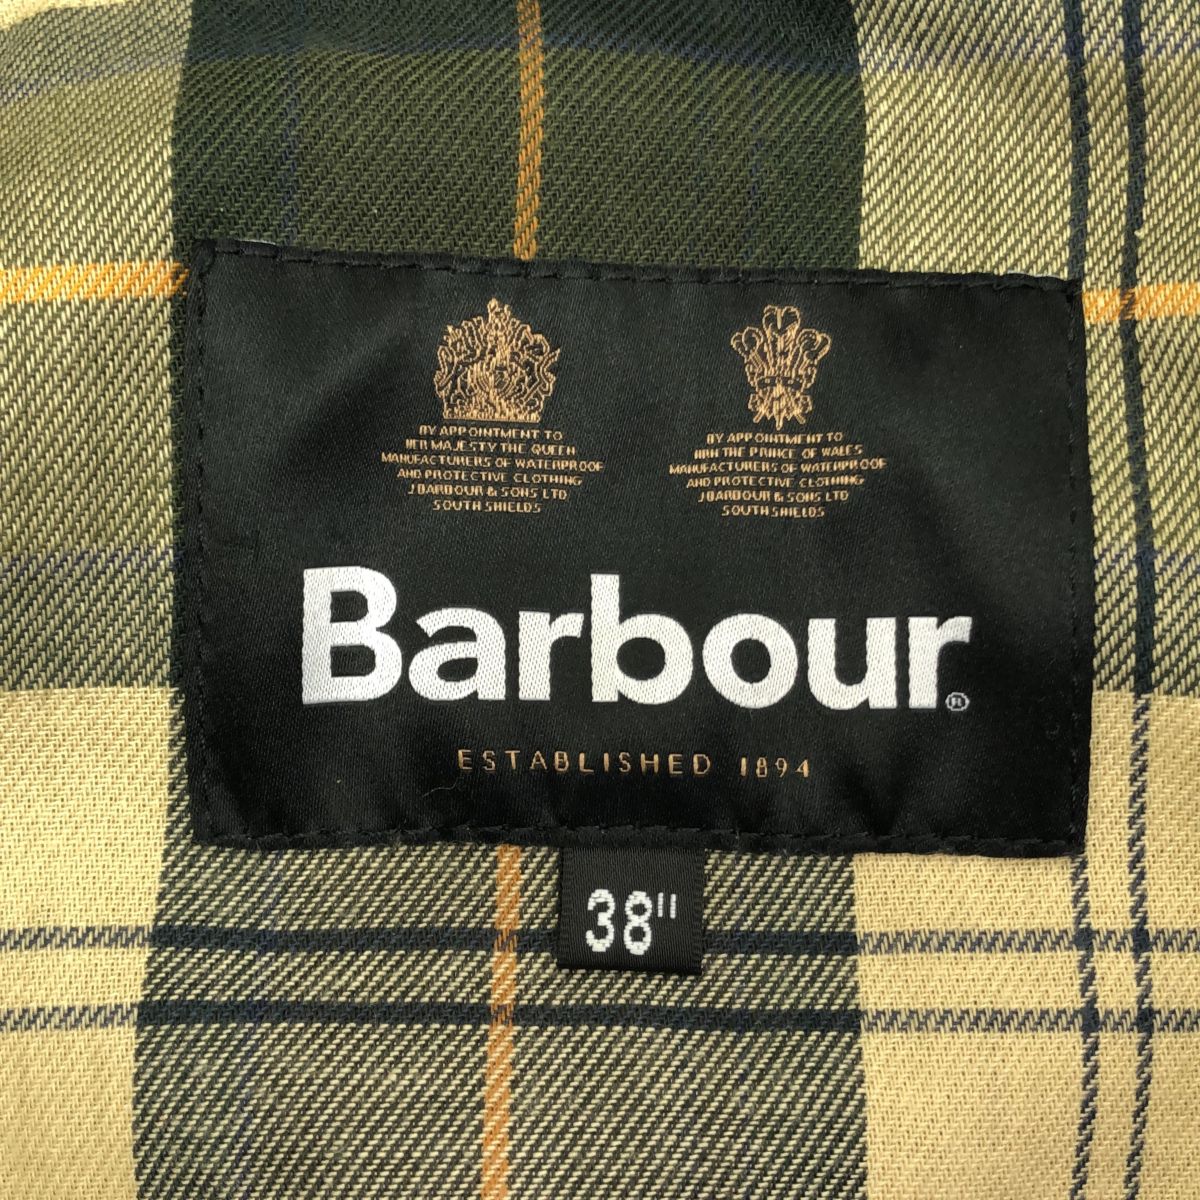 BY APPOINTMENT TO
HER MAJESTY THE QUEEN
MANUFACTURERS OF WATERPROOF
AND PROTECTIVE CLOTHING
J BARBOUR & SONS LTD
SOUTH SHIELDS
BY APPOINTMENT TO
HRH THE PRINCE OF WALES
MANUFACTURERS OF WATERPROOF
AND PROTECTIVE CLOTHING
J BARBOUR & SONS LTD
SOUTH SHIELDS
Barbour®
ESTABLISHED 1894
38"